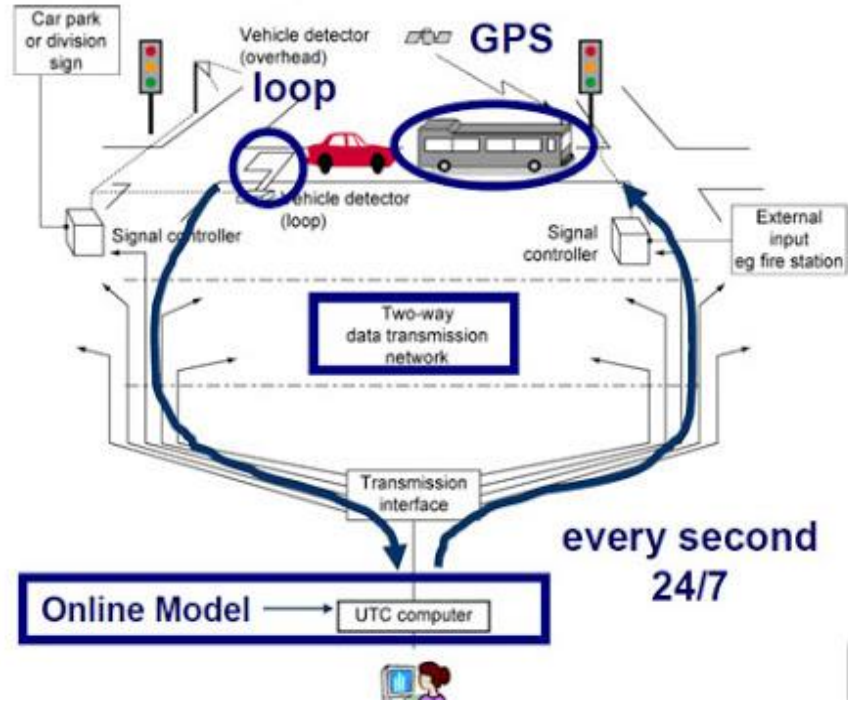 Car park
or division
sign
Vehicle detector
(overhead)
GPS
loop
Vehicle detector
(loop)
Signal controller
Signal
controller
External
input
eg fire station
Two-way
data transmission
network
Transmission
interface
every second
24/7
Online Model
UTC computer